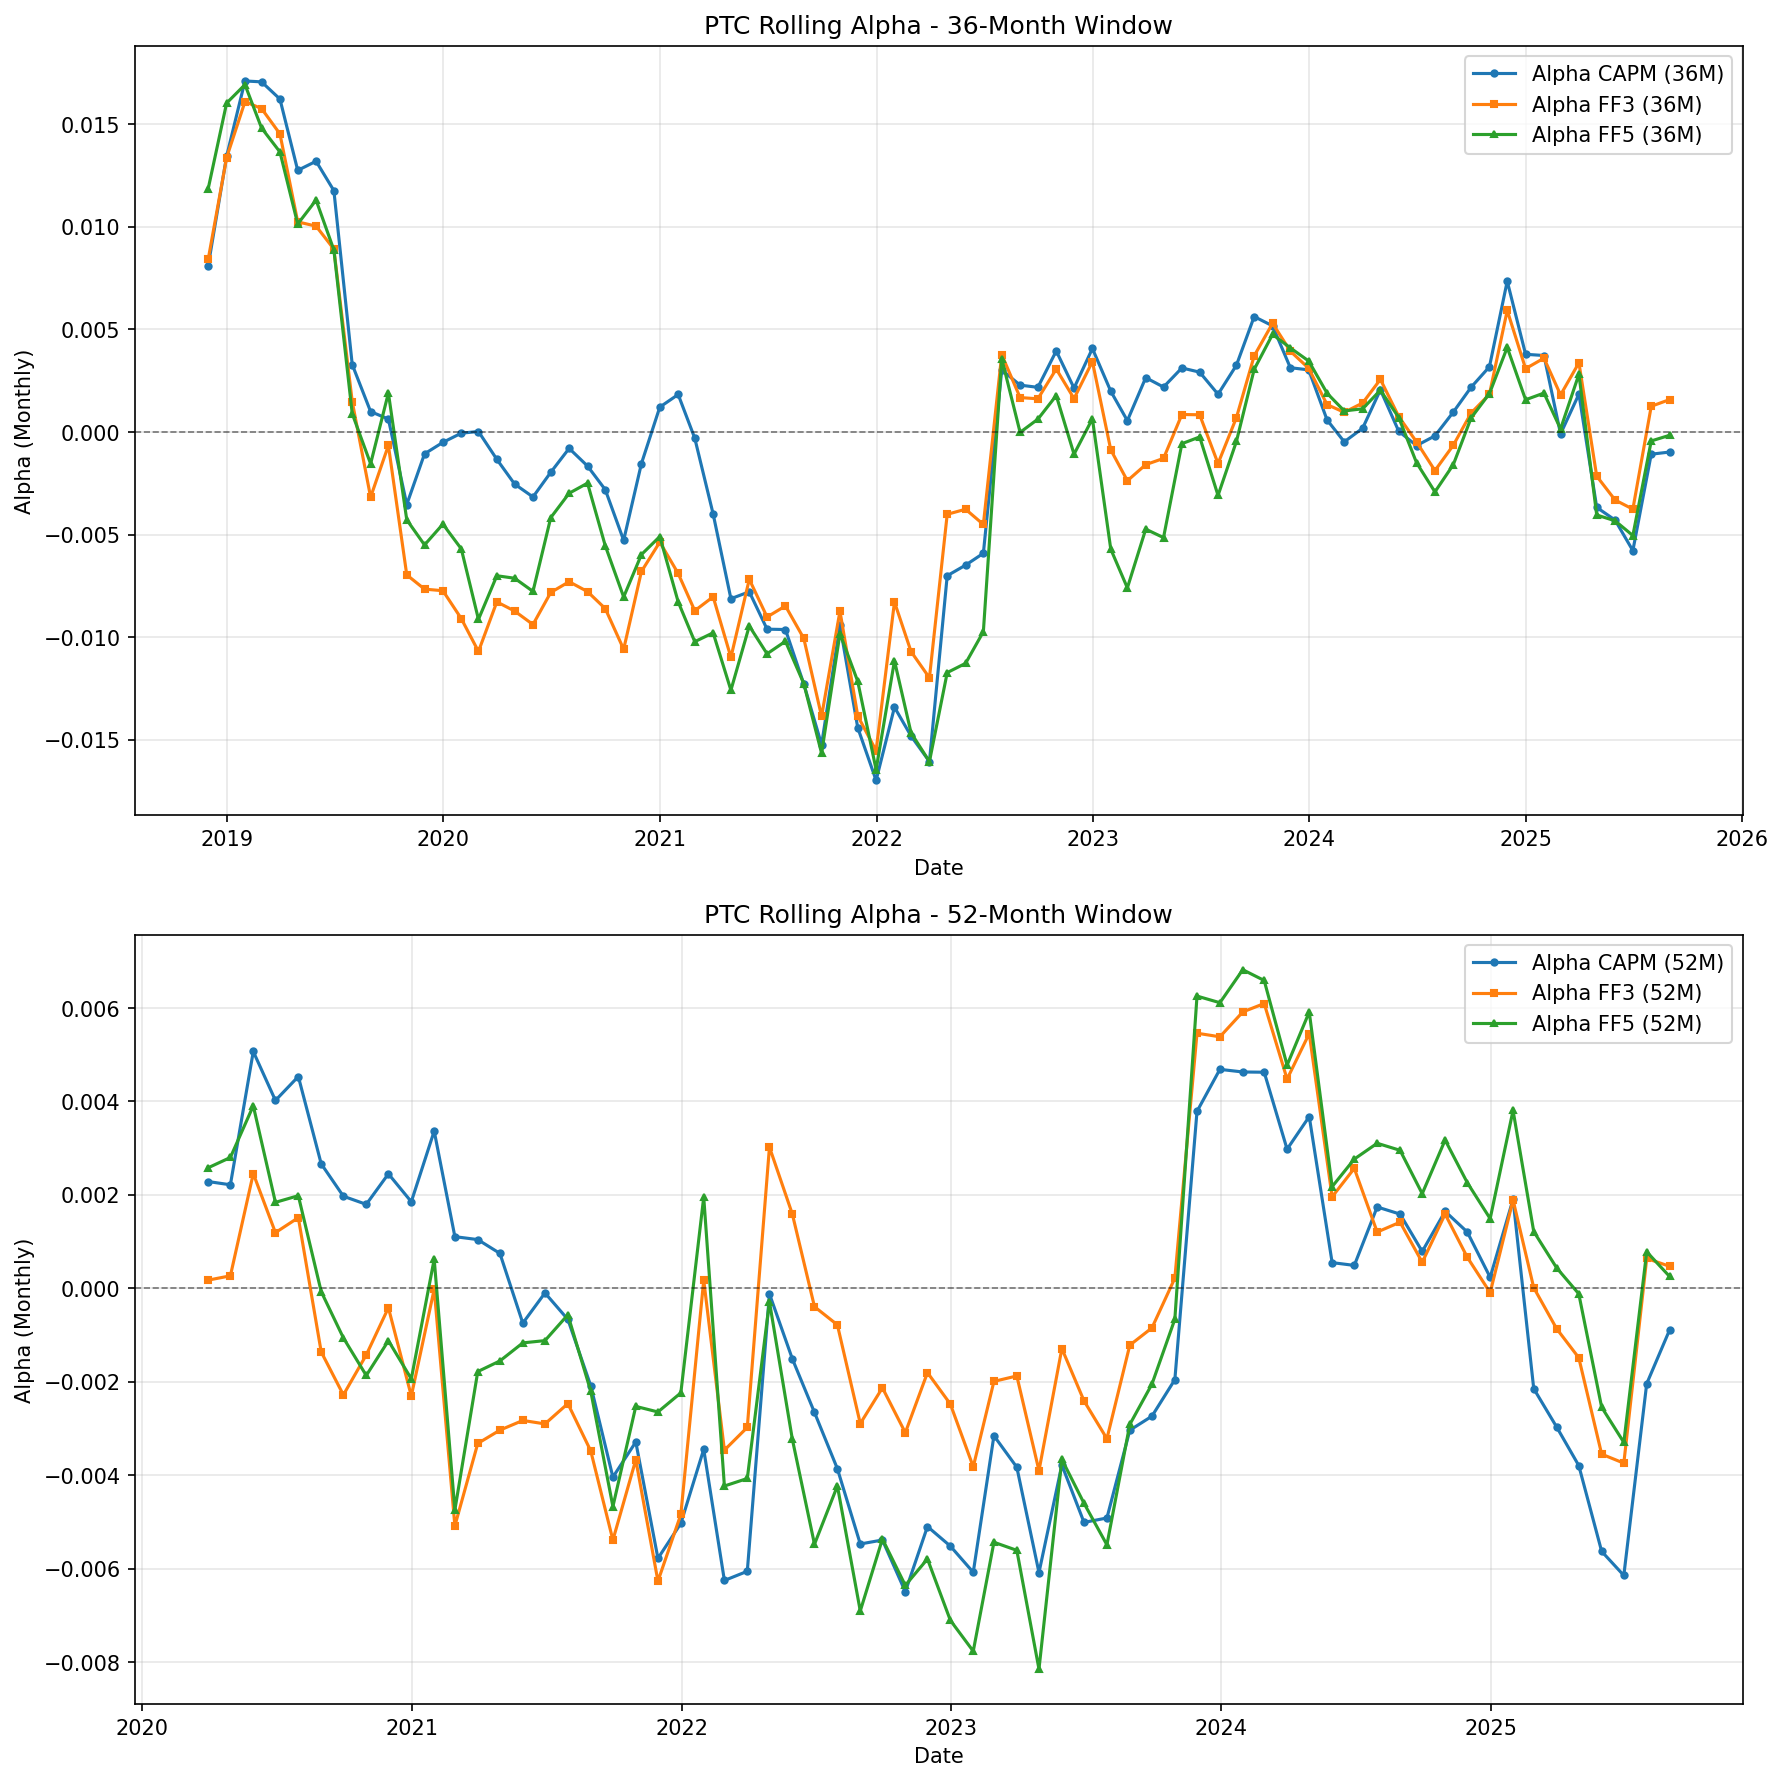 PTC Rolling Alpha - 36-Month Window
Alpha CAPM (36M)
Alpha FF3 (36M)
Alpha FF5 (36M)
Alpha (Monthly)
0.015
0.010
0.005
0.000
−0.005
−0.010
−0.015
2019 2020 2021 2022 2023 2024 2025 2026
Date
PTC Rolling Alpha - 52-Month Window
Alpha CAPM (52M)
Alpha FF3 (52M)
Alpha FF5 (52M)
Alpha (Monthly)
0.006
0.004
0.002
0.000
−0.002
−0.004
−0.006
−0.008
2020 2021 2022 2023 2024 2025
Date